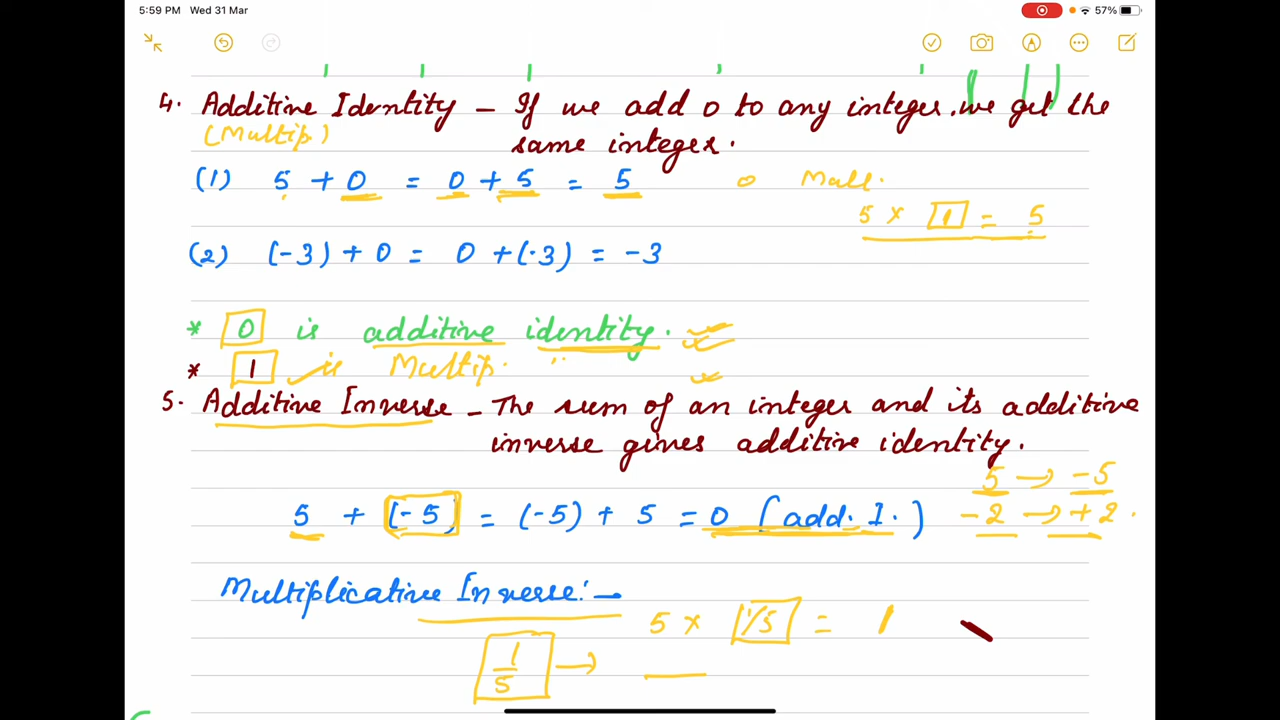 5:59 PM Wed 31 Mar
57%
4. Additive Identity - If we add 0 to any integer, we get the
(Multip)
same integer.
(1) 5 + 0 = 0 + 5 = 5
0 Mull.
5 × 1 = 5
(2) (-3) + 0 = 0 + (-3) = -3
* 0 is additive identity.
* 1 is Multip. "
5. Additive Inverse - The sum of an integer and its additive
inverse gives additive identity.
5 → -5
5 + (-5) = (-5) + 5 = 0 (add. I.)
-2 → +2.
Multiplicative Inverse:-
5 × 1/5 = 1
1/5 →